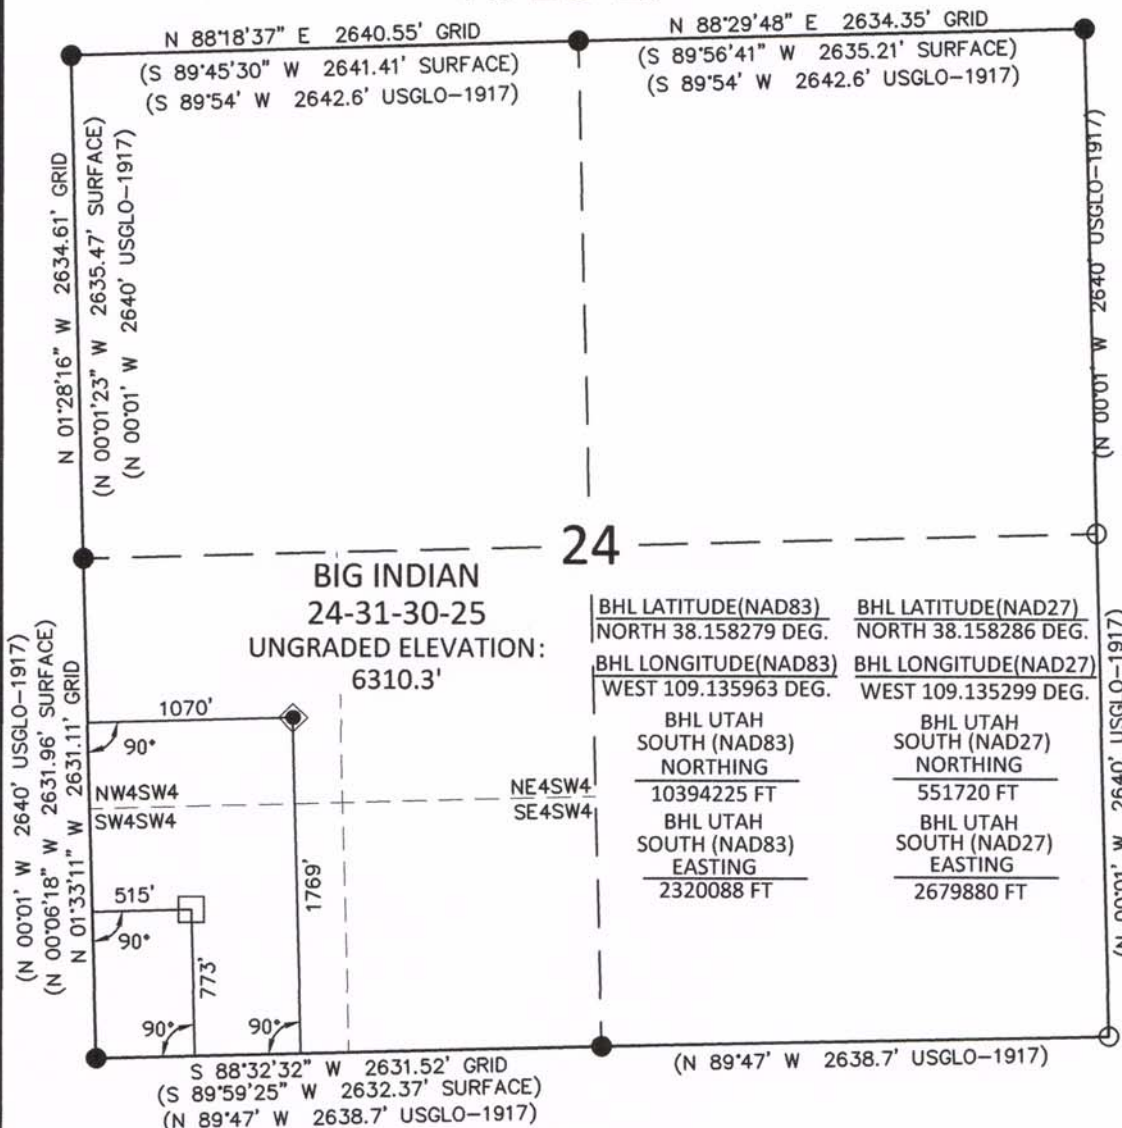 N 88°18'37" E 2640.55' GRID
(S 89°45'30" W 2641.41' SURFACE)
(S 89°54' W 2642.6' USGLO-1917)
N 88°29'48" E 2634.35' GRID
(S 89°56'41" W 2635.21' SURFACE)
(S 89°54' W 2642.6' USGLO-1917)
N 01°28'16" W 2634.61' GRID
(N 00°01'23" W 2635.47' SURFACE)
(N 00°01' W 2640' USGLO-1917)
(N 00°01' W 2640' USGLO-1917)
24
BIG INDIAN
24-31-30-25
UNGRADED ELEVATION:
6310.3'
BHL LATITUDE(NAD83)
NORTH 38.158279 DEG.
BHL LONGITUDE(NAD83)
WEST 109.135963 DEG.
BHL UTAH
SOUTH (NAD83)
NORTHING
10394225 FT
BHL UTAH
SOUTH (NAD83)
EASTING
2320088 FT
BHL LATITUDE(NAD27)
NORTH 38.158286 DEG.
BHL LONGITUDE(NAD27)
WEST 109.135299 DEG.
BHL UTAH
SOUTH (NAD27)
NORTHING
551720 FT
BHL UTAH
SOUTH (NAD27)
EASTING
2679880 FT
(N 00°01' W 2640' USGLO-1917)
(N 00°06'18" W 2631.96' SURFACE)
N 01°33'11" W 2631.11' GRID
1070'
90°
NW4SW4
SW4SW4
NE4SW4
SE4SW4
515'
90°
773'
1769'
90°
90°
(N 00°01' W 2640' USGLO-1917)
S 88°32'32" W 2631.52' GRID
(S 89°59'25" W 2632.37' SURFACE)
(N 89°47' W 2638.7' USGLO-1917)
(N 89°47' W 2638.7' USGLO-1917)